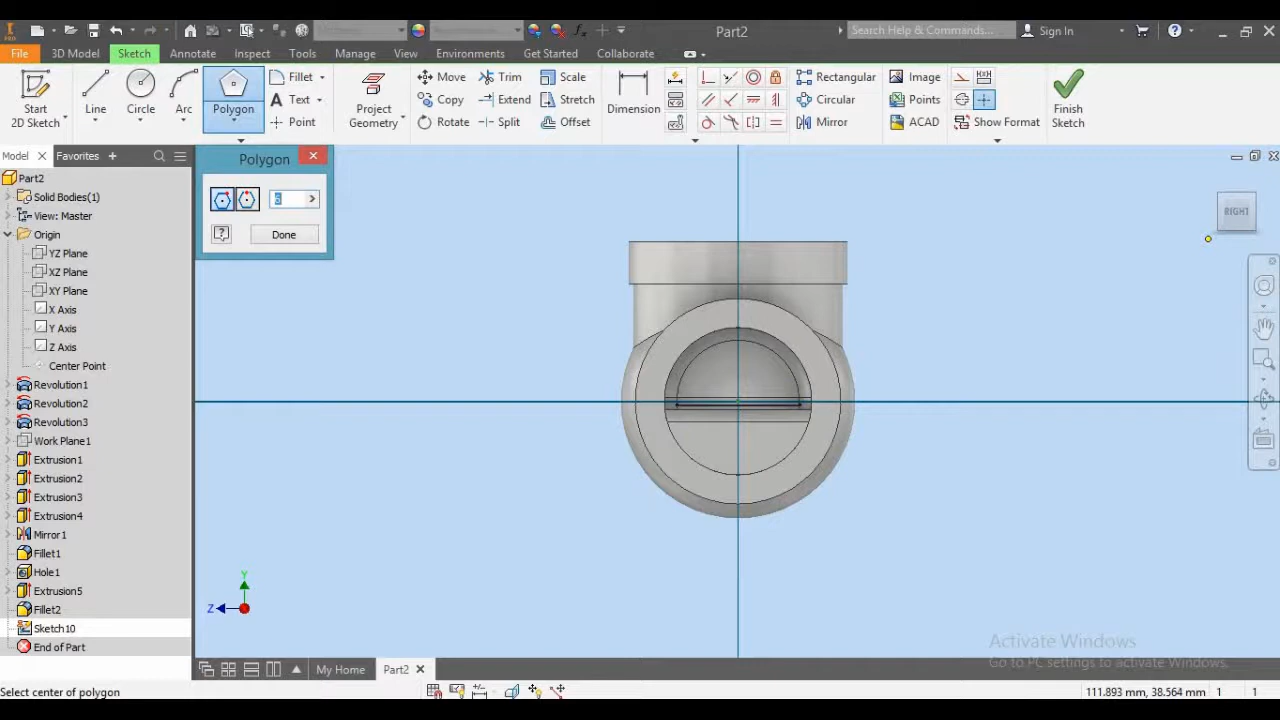 Part2
Search Help & Commands...
Sign In
File
3D Model
Sketch
Annotate
Inspect
Tools
Manage
View
Environments
Get Started
Collaborate
Start
2D Sketch
Line
Circle
Arc
Polygon
Fillet
Text
Point
Project
Geometry
Move
Copy
Rotate
Trim
Extend
Split
Scale
Stretch
Offset
Dimension
Rectangular
Circular
Mirror
Image
Points
ACAD
Show Format
Finish
Sketch
Model
Favorites
Part2
Solid Bodies(1)
View: Master
Origin
YZ Plane
XZ Plane
XY Plane
X Axis
Y Axis
Z Axis
Center Point
Revolution1
Revolution2
Revolution3
Work Plane1
Extrusion1
Extrusion2
Extrusion3
Extrusion4
Mirror1
Fillet1
Hole1
Extrusion5
Fillet2
Sketch10
End of Part
Polygon
6
Done
RIGHT
Y
Z
Activate Windows
Go to PC settings to activate Windows.
My Home
Part2
Select center of polygon
111.893 mm, 38.564 mm 1 1